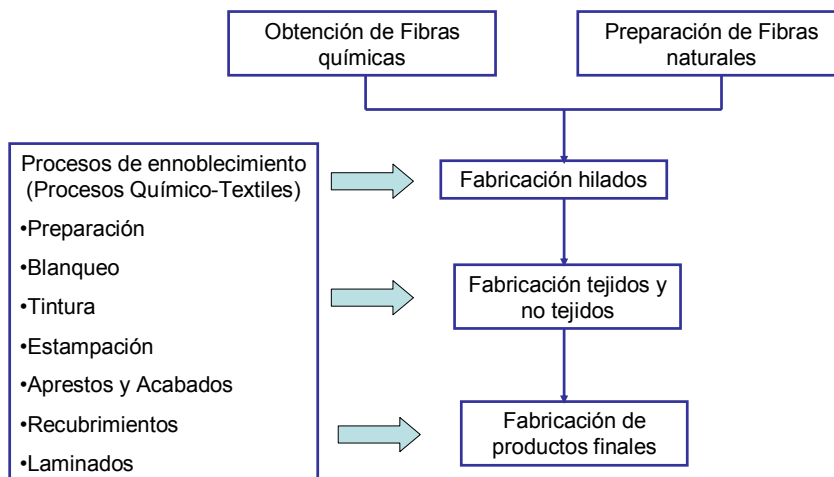 Obtención de Fibras
químicas
Preparación de Fibras
naturales
Procesos de ennoblecimiento
(Procesos Químico-Textiles)
•Preparación
•Blanqueo
•Tintura
•Estampación
•Aprestos y Acabados
•Recubrimientos
•Laminados
Fabricación hilados
Fabricación tejidos y
no tejidos
Fabricación de
productos finales